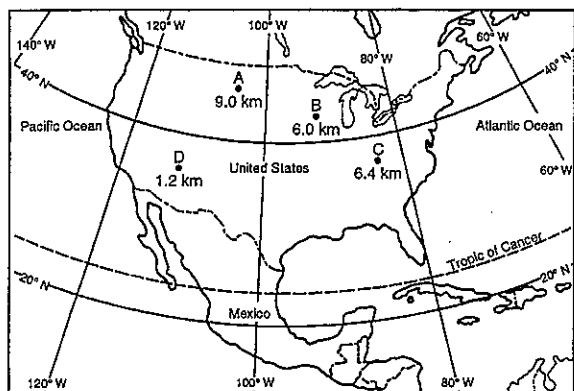 120° W
100° W
60° W
140° W
80° W
40° N
40° N
A
9.0 km
B
6.0 km
Pacific Ocean
Atlantic Ocean
D
1.2 km
United States
C
6.4 km
60° W
Tropic of Cancer
20° N
20° N
Mexico
120° W
100° W
80° W